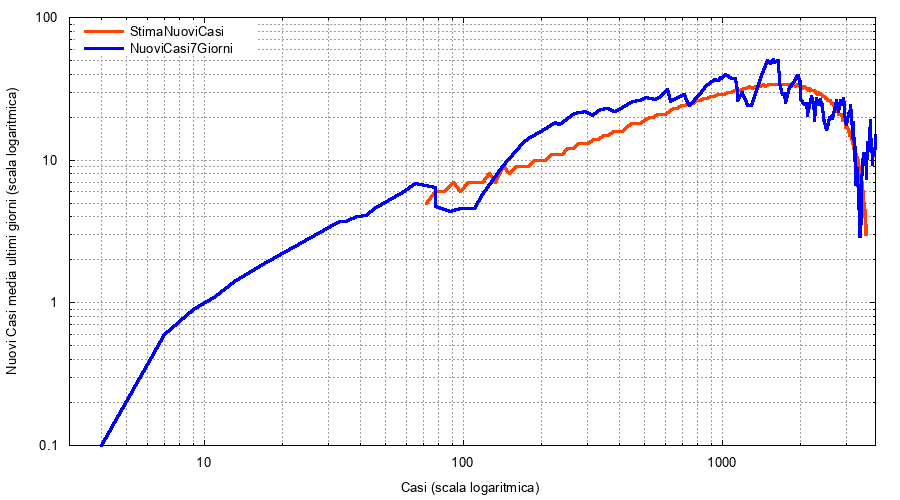 100
StimaNuoviCasi
NuoviCasi7Giorni
10
1
0.1
Nuovi Casi media ultimi giorni (scala logaritmica)
10 100 1000
Casi (scala logaritmica)